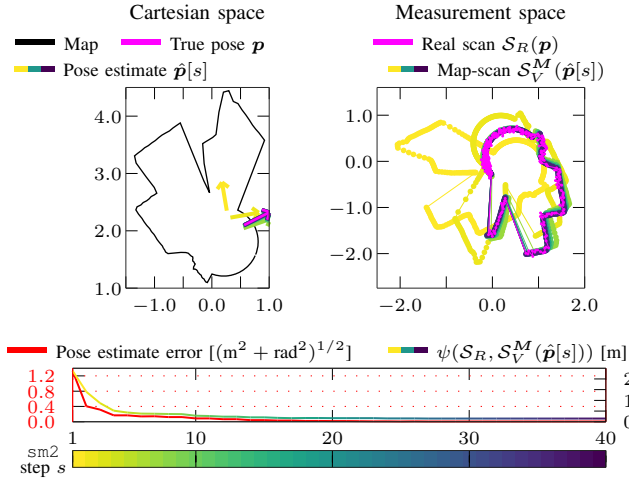 Cartesian space Measurement space
Map True pose p Real scan S_R(p)
Pose estimate p̂[s] Map-scan S_V^M(p̂[s])
4.0
3.0
2.0
1.0
−1.0 0.0 1.0
1.0
0.0
−1.0
−2.0
−2.0 0.0 2.0
Pose estimate error [(m² + rad²)^{1/2}] ψ(S_R, S_V^M(p̂[s])) [m]
1.2
0.8
0.4
0.0
2
1
0
1 10 20 30 40
sm2
step s